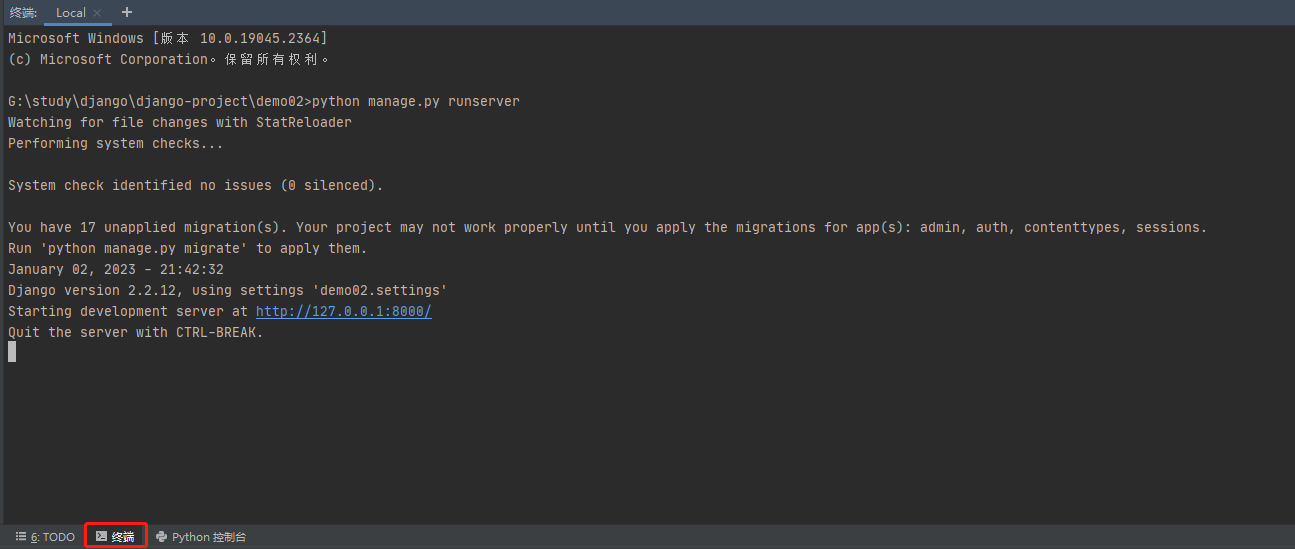 终端: Local × +
Microsoft Windows [版本 10.0.19045.2364]
(c) Microsoft Corporation。保留所有权利。
G:\study\django\django-project\demo02>python manage.py runserver
Watching for file changes with StatReloader
Performing system checks...
System check identified no issues (0 silenced).
You have 17 unapplied migration(s). Your project may not work properly until you apply the migrations for app(s): admin, auth, contenttypes, sessions.
Run 'python manage.py migrate' to apply them.
January 02, 2023 - 21:42:32
Django version 2.2.12, using settings 'demo02.settings'
Starting development server at http://127.0.0.1:8000/
Quit the server with CTRL-BREAK.
6: TODO 终端 Python 控制台